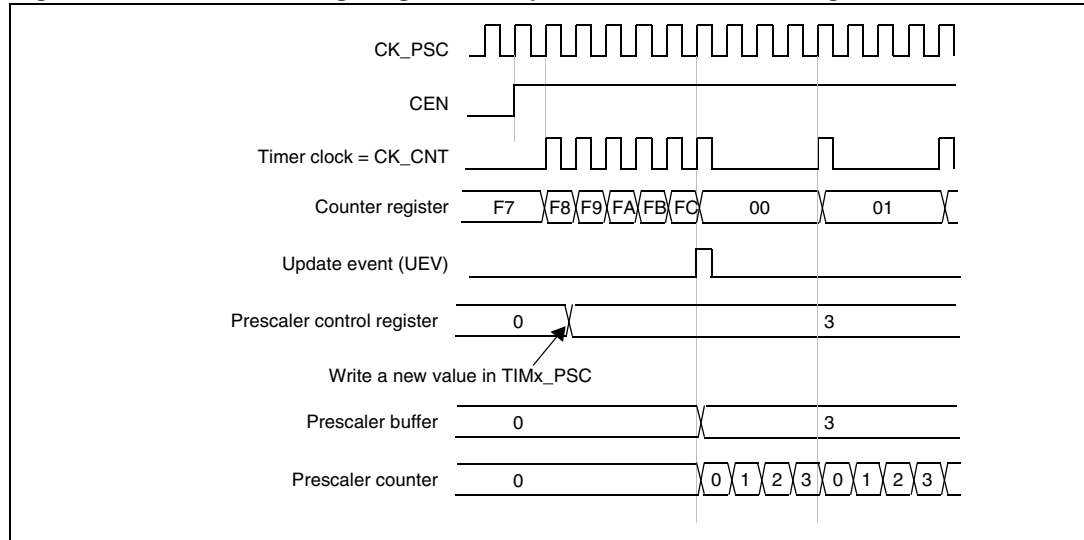 CK_PSC
CEN
Timer clock = CK_CNT
Counter register F7 F8 F9 FA FB FC 00 01
Update event (UEV)
Prescaler control register 0 3
Write a new value in TIMx_PSC
Prescaler buffer 0 3
Prescaler counter 0 0 1 2 3 0 1 2 3